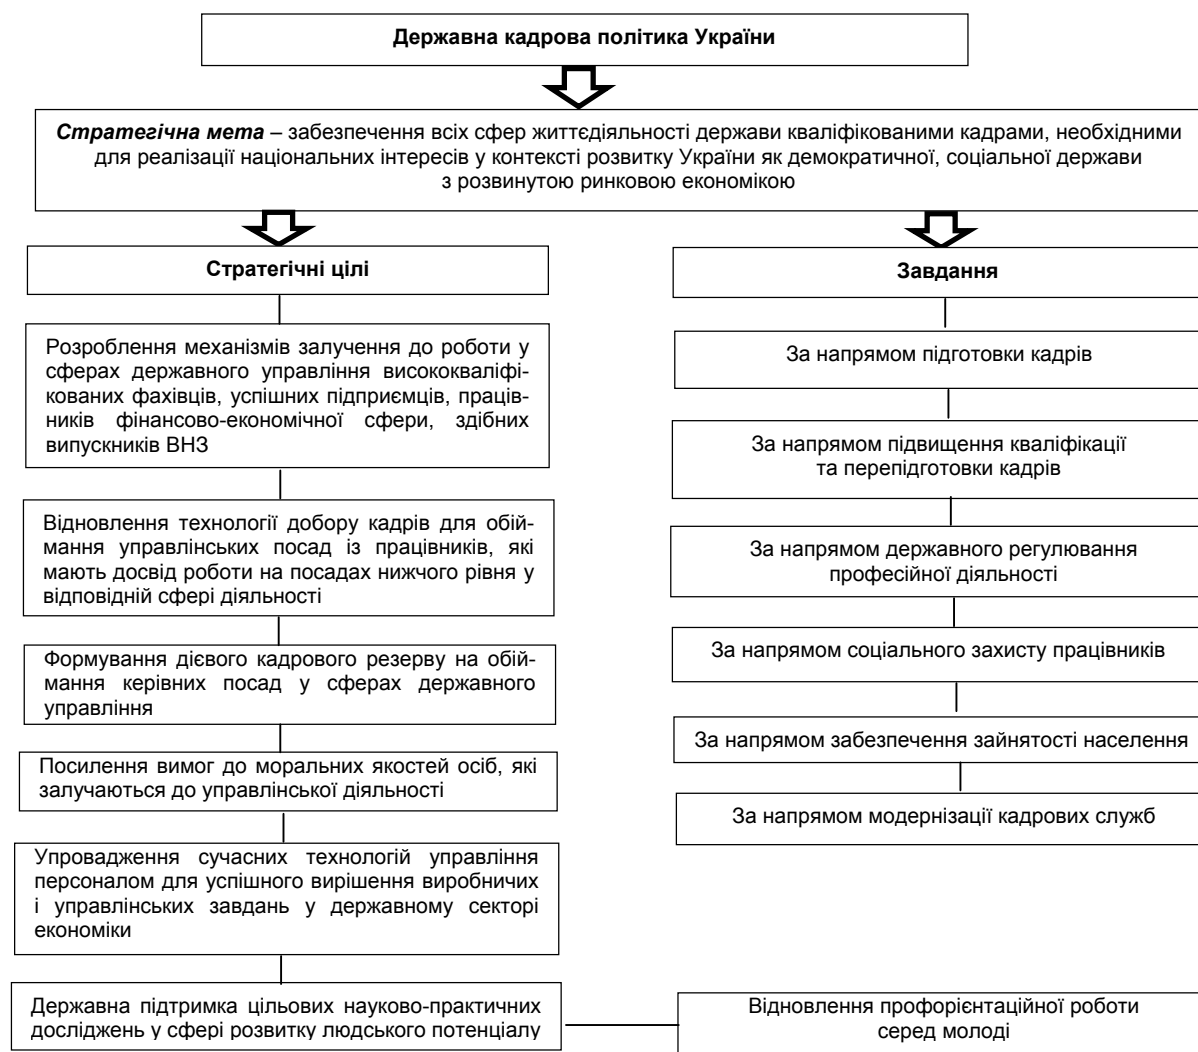 Державна кадрова політика України
Стратегічна мета – забезпечення всіх сфер життєдіяльності держави кваліфікованими кадрами, необхідними
для реалізації національних інтересів у контексті розвитку України як демократичної, соціальної держави
з розвинутою ринковою економікою
Стратегічні цілі
Розроблення механізмів залучення до роботи у
сферах державного управління висококваліфі-
кованих фахівців, успішних підприємців, праців-
ників фінансово-економічної сфери, здібних
випускників ВНЗ
Відновлення технології добору кадрів для обій-
мання управлінських посад із працівників, які
мають досвід роботи на посадах нижчого рівня у
відповідній сфері діяльності
Формування дієвого кадрового резерву на обій-
мання керівних посад у сферах державного
управління
Посилення вимог до моральних якостей осіб, які
залучаються до управлінської діяльності
Упровадження сучасних технологій управління
персоналом для успішного вирішення виробничих
і управлінських завдань у державному секторі
економіки
Державна підтримка цільових науково-практичних
досліджень у сфері розвитку людського потенціалу
Завдання
За напрямом підготовки кадрів
За напрямом підвищення кваліфікації
та перепідготовки кадрів
За напрямом державного регулювання
професійної діяльності
За напрямом соціального захисту працівників
За напрямом забезпечення зайнятості населення
За напрямом модернізації кадрових служб
Відновлення профорієнтаційної роботи
серед молоді